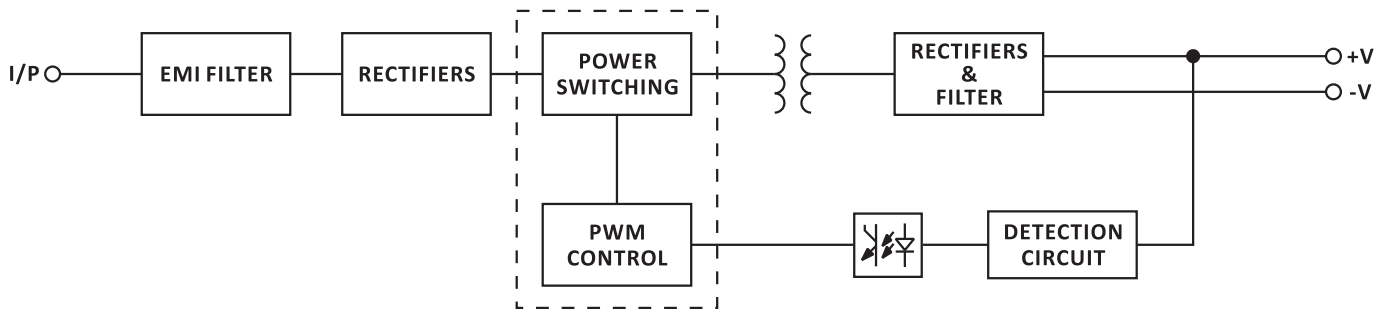 I/P
EMI FILTER
RECTIFIERS
POWER
SWITCHING
RECTIFIERS
&
FILTER
+V
-V
PWM
CONTROL
DETECTION
CIRCUIT